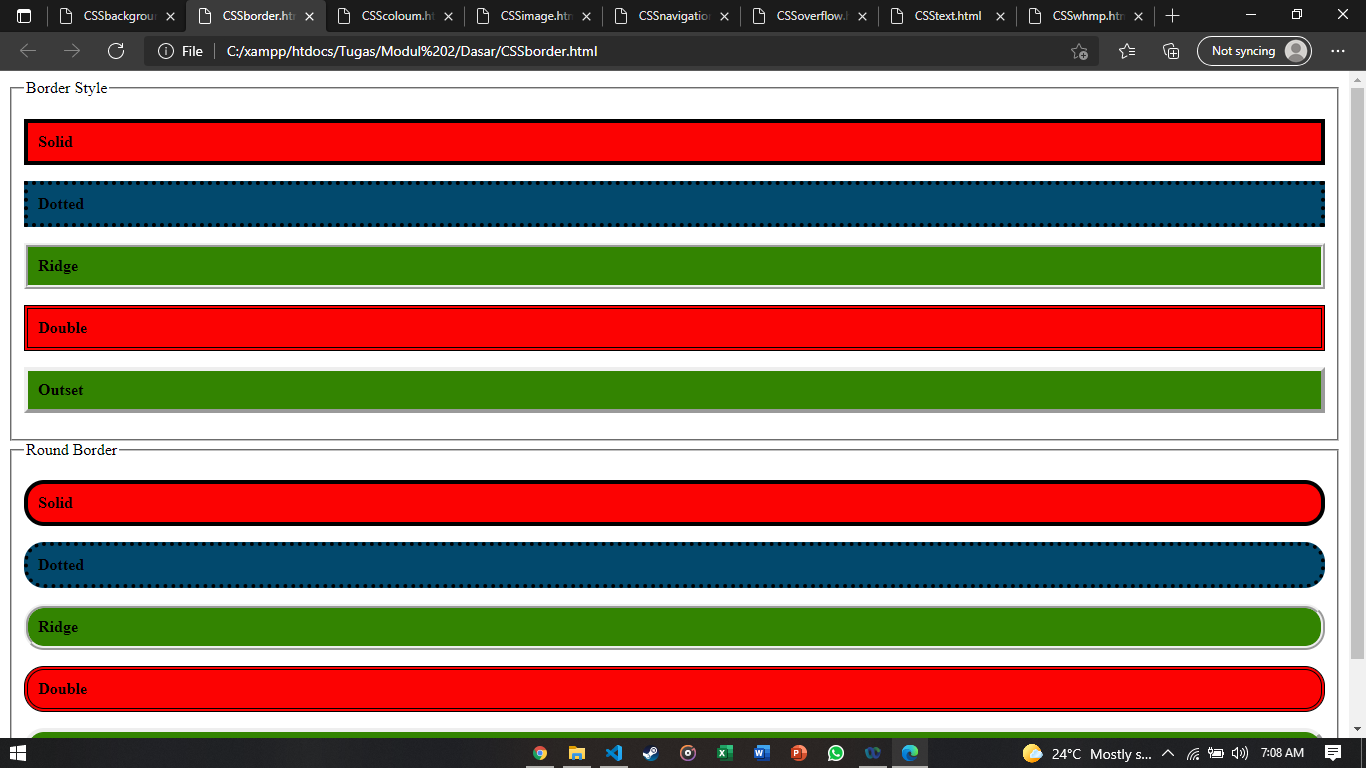 CSSbackgroun
CSSborder.ht
CSScoloum.ht
CSSimage.htm
CSSnavigation
CSSoverflow.h
CSStext.html
CSSwhmp.htm
File
C:/xampp/htdocs/Tugas/Modul%202/Dasar/CSSborder.html
Not syncing
Border Style
Solid
Dotted
Ridge
Double
Outset
Round Border
Solid
Dotted
Ridge
Double
24°C Mostly s...
7:08 AM